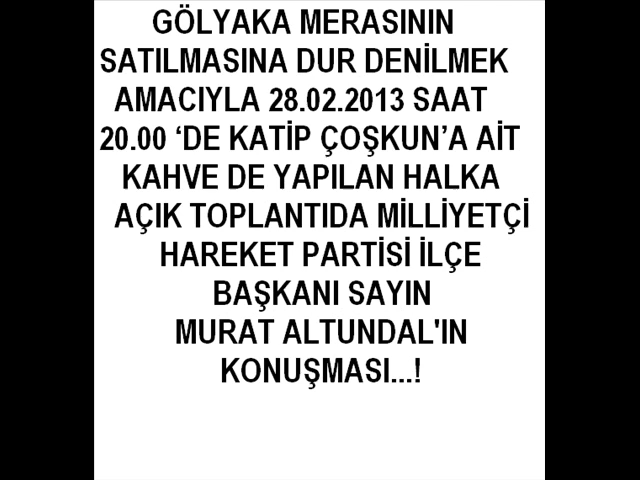 GÖLYAKA MERASININ
SATILMASINA DUR DENİLMEK
AMACIYLA 28.02.2013 SAAT
20.00 ‘DE KATİP ÇOŞKUN’A AİT
KAHVE DE YAPILAN HALKA
AÇIK TOPLANTIDA MİLLİYETÇİ
HAREKET PARTİSİ İLÇE
BAŞKANI SAYIN
MURAT ALTUNDAL'IN
KONUŞMASI...!